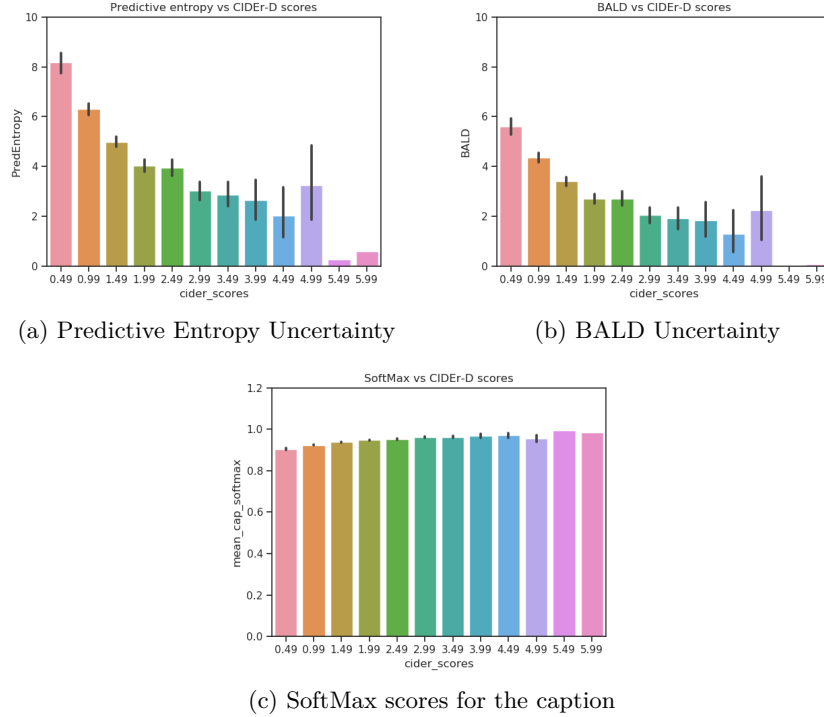 Predictive entropy vs CIDEr-D scores
10
8
6
4
2
0
PredEntropy
0.49 0.99 1.49 1.99 2.49 2.99 3.49 3.99 4.49 4.99 5.49 5.99
cider_scores
(a) Predictive Entropy Uncertainty
BALD vs CIDEr-D scores
10
8
6
4
2
0
BALD
0.49 0.99 1.49 1.99 2.49 2.99 3.49 3.99 4.49 4.99 5.49 5.99
cider_scores
(b) BALD Uncertainty
SoftMax vs CIDEr-D scores
1.2
1.0
0.8
0.6
0.4
0.2
0.0
mean_cap_softmax
0.49 0.99 1.49 1.99 2.49 2.99 3.49 3.99 4.49 4.99 5.49 5.99
cider_scores
(c) SoftMax scores for the caption